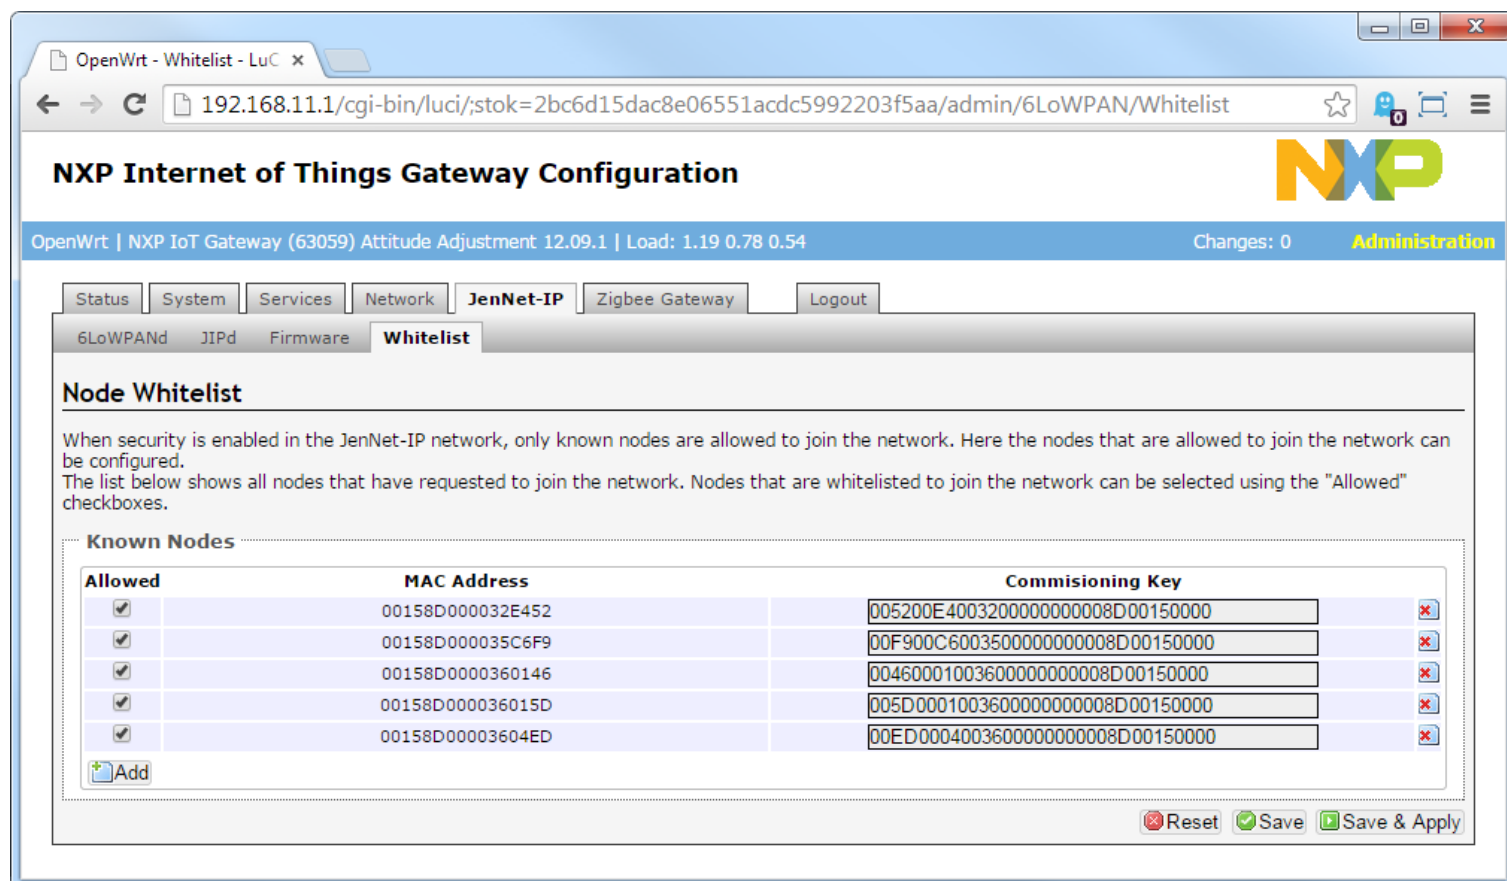 OpenWrt - Whitelist - LuC
192.168.11.1/cgi-bin/luci/;stok=2bc6d15dac8e06551acdc5992203f5aa/admin/6LoWPAN/Whitelist
0
NXP Internet of Things Gateway Configuration
NXP
OpenWrt | NXP IoT Gateway (63059) Attitude Adjustment 12.09.1 | Load: 1.19 0.78 0.54 Changes: 0 Administration
Status System Services Network JenNet-IP Zigbee Gateway Logout
6LoWPANd JIPd Firmware Whitelist
Node Whitelist
When security is enabled in the JenNet-IP network, only known nodes are allowed to join the network. Here the nodes that are allowed to join the network can
be configured.
The list below shows all nodes that have requested to join the network. Nodes that are whitelisted to join the network can be selected using the "Allowed"
checkboxes.
Known Nodes
Allowed MAC Address Commisioning Key
00158D000032E452 005200E4003200000000008D00150000
00158D000035C6F9 00F900C6003500000000008D00150000
00158D0000360146 00460001003600000000008D00150000
00158D000036015D 005D0001003600000000008D00150000
00158D00003604ED 00ED0004003600000000008D00150000
Add
Reset Save Save & Apply